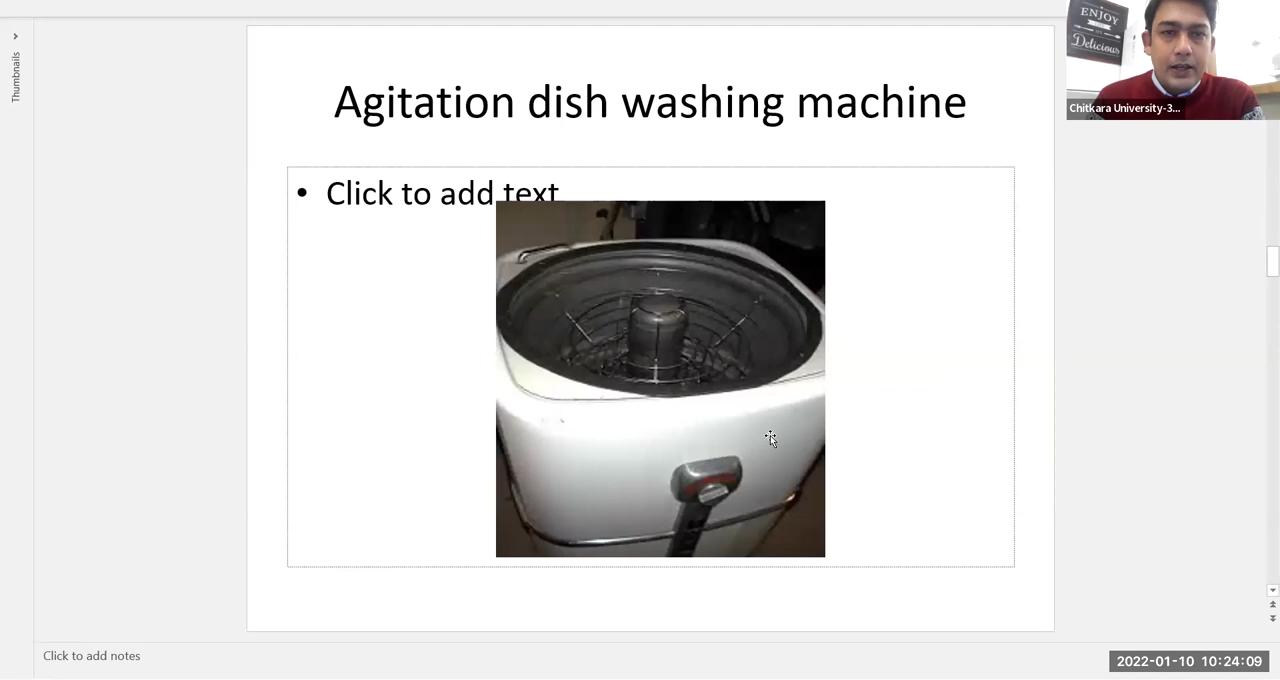 Thumbnails
Agitation dish washing machine
• Click to add text
ENJOY
Delicious
Chitkara University-3...
Click to add notes
2022-01-10 10:24:09